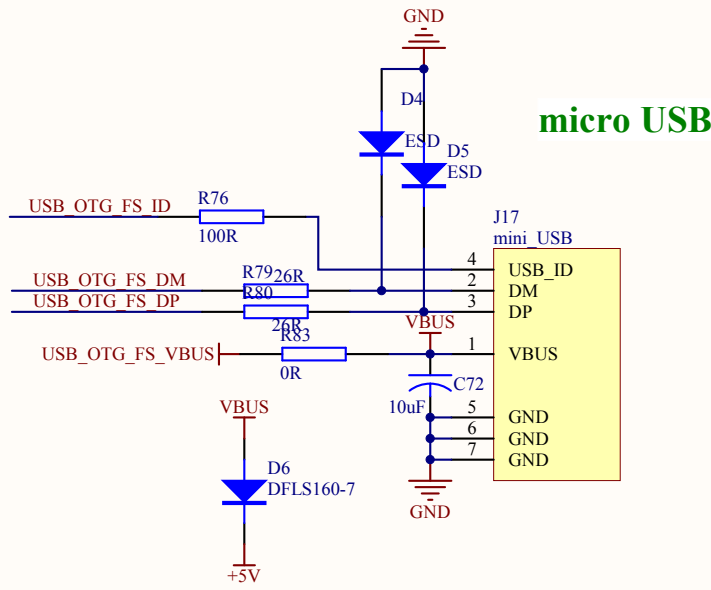 GND
micro USB
D4
ESD
D5
ESD
USB_OTG_FS_ID
R76
100R
J17
mini_USB
4
USB_ID
USB_OTG_FS_DM
R79
26R
2
DM
USB_OTG_FS_DP
R80
26R
3
DP
VBUS
USB_OTG_FS_VBUS
R83
0R
1
VBUS
C72
10uF
5
GND
6
GND
7
GND
GND
VBUS
D6
DFLS160-7
+5V